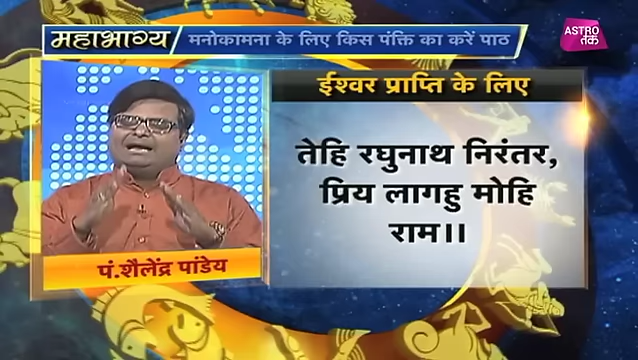 महाभाग्य
मनोकामना के लिए किस पंक्ति का करें पाठ
ASTRO
तक
ईश्वर प्राप्ति के लिए
तेहि रघुनाथ निरंतर,
प्रिय लागहु मोहि
राम।।
पं.शैलेंद्र पांडेय